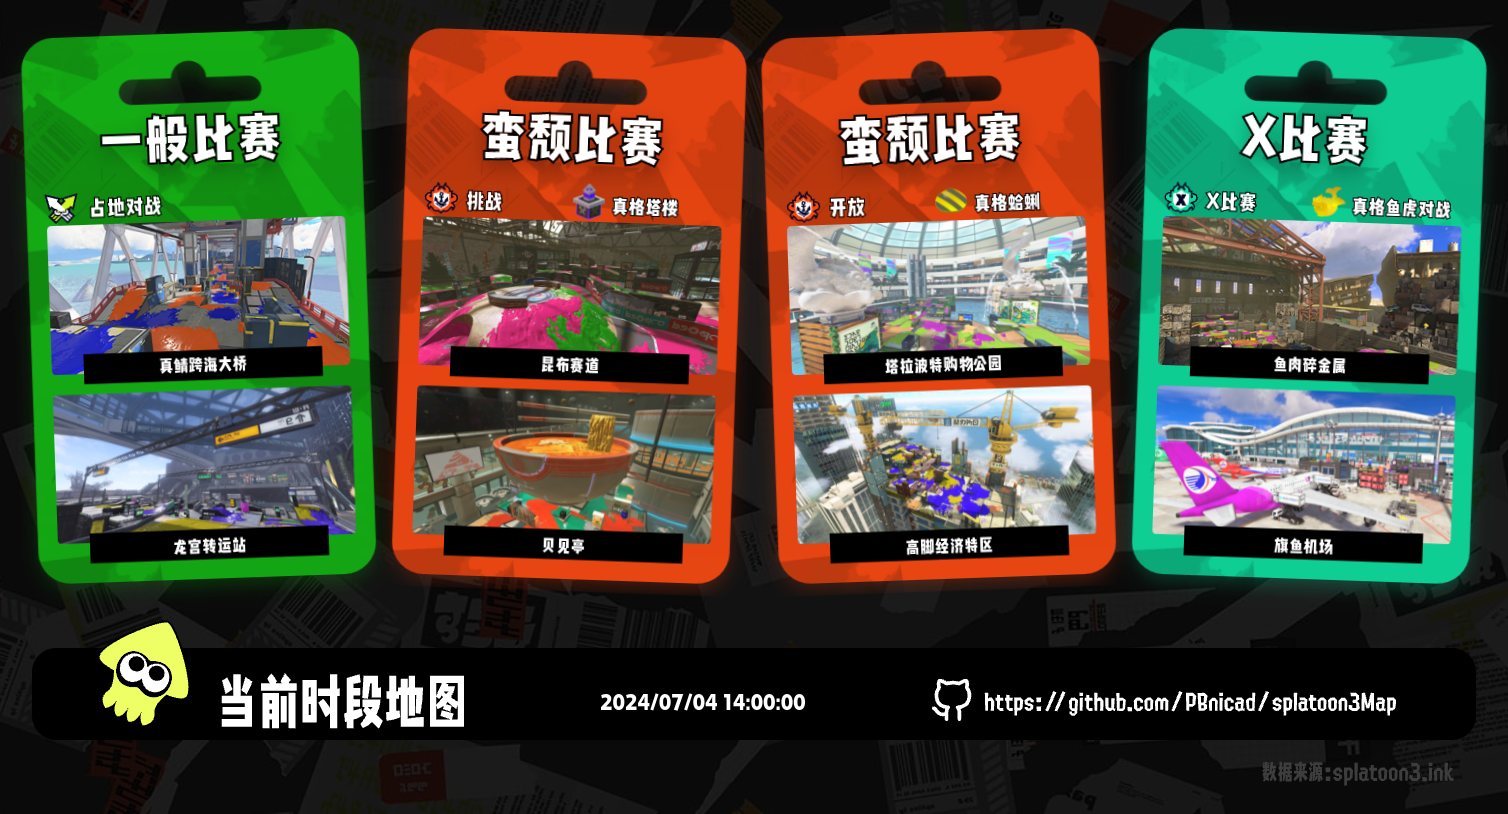 一般比赛
占地对战
真鲷跨海大桥
龙宫转运站
蛮颓比赛
挑战
真格塔楼
昆布赛道
贝见亭
蛮颓比赛
开放
真格蛤蜊
塔拉波特购物公园
高脚经济特区
X比赛
X比赛
真格鱼虎对战
鱼肉碎金属
旗鱼机场
当前时段地图
2024/07/04 14:00:00
https://github.com/PBnicad/splatoon3Map
数据来源:splatoon3.ink